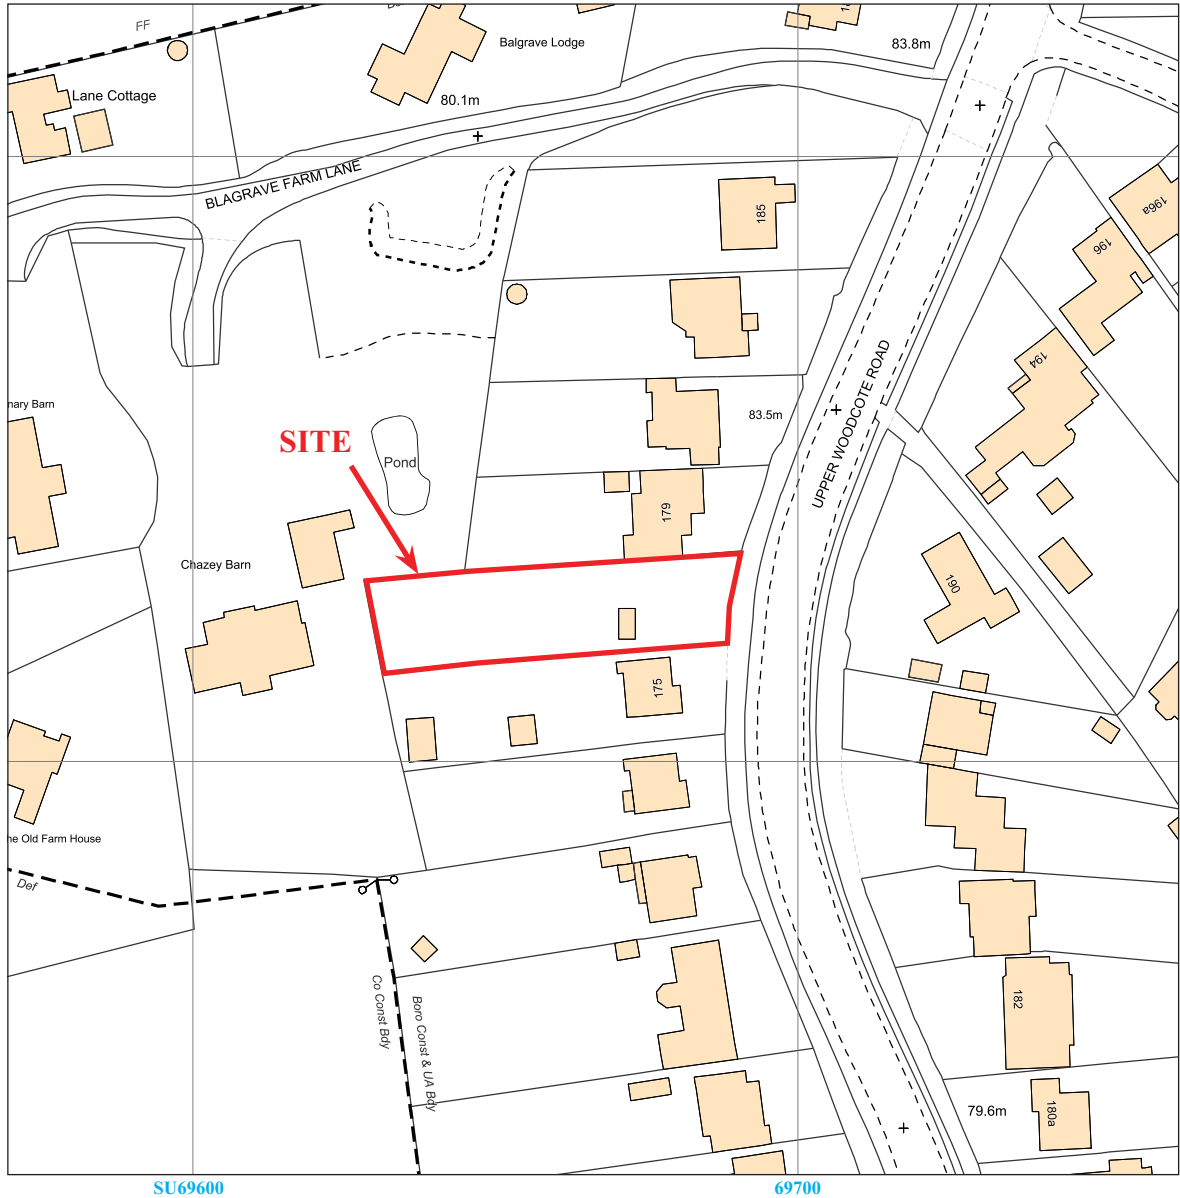 FF
Balgrave Lodge
83.8m
Lane Cottage
80.1m
BLAGRAVE FARM LANE
185
196a
196
194
UPPER WOODCOTE ROAD
nary Barn
83.5m
SITE
Pond
179
Chazey Barn
190
175
he Old Farm House
Def
Co Const Bdy
Boro Const & UA Bdy
182
79.6m
180a
SU69600
69700